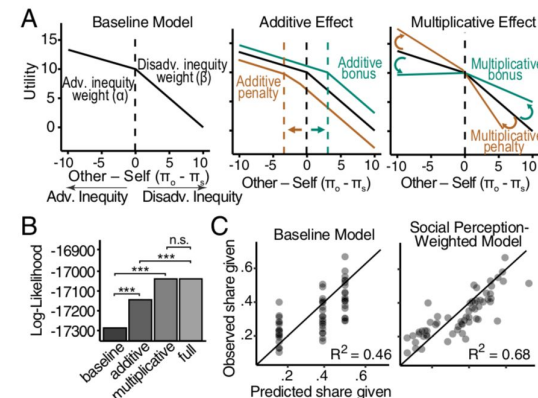 A
Baseline Model
Additive Effect
Multiplicative Effect
Utility
15
10
5
0
Adv. inequity
weight (α)
Disadv. inequity
weight (β)
-10 -5 0 5 10
Other – Self (πo - πs)
Adv. Inequity Disadv. Inequity
Additive
penalty
Additive
bonus
-10 -5 0 5 10
Other – Self (πo - πs)
Multiplicative
bonus
Multiplicative
penalty
-10 -5 0 5 10
Other – Self (πo - πs)
B
Log-Likelihood
-16900
-17000
-17100
-17200
-17300
n.s.
***
***
***
baseline
additive
multiplicative
full
C
Baseline Model
Social Perception-
Weighted Model
Observed share given
.6
.4
.2
R2 = 0.46
.2 .4 .6
Predicted share given
R2 = 0.68